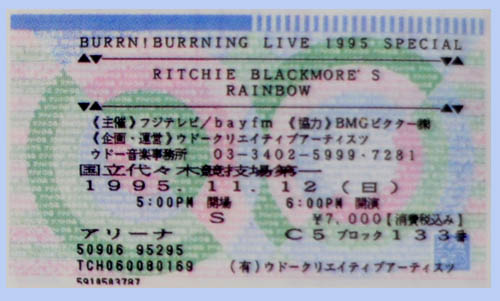 BURRN!BURRNING LIVE 1995 SPECIAL
RITCHIE BLACKMORE'S
RAINBOW
《主催》フジテレビ/bayfm 《協力》BMGビクター㈱
《企画・運営》ウドークリエイティブアーティスツ
ウドー音楽事務所 03-3402-5999・7281
国立代々木競技場第一
1995.11.12(日)
5:00PM 開場 6:00PM 開演
S ¥7,000【消費税込み】
アリーナ C5 ブロック 133番
50906 95295
TCH060080169 (有)ウドークリエイティブアーティスツ
5910503787